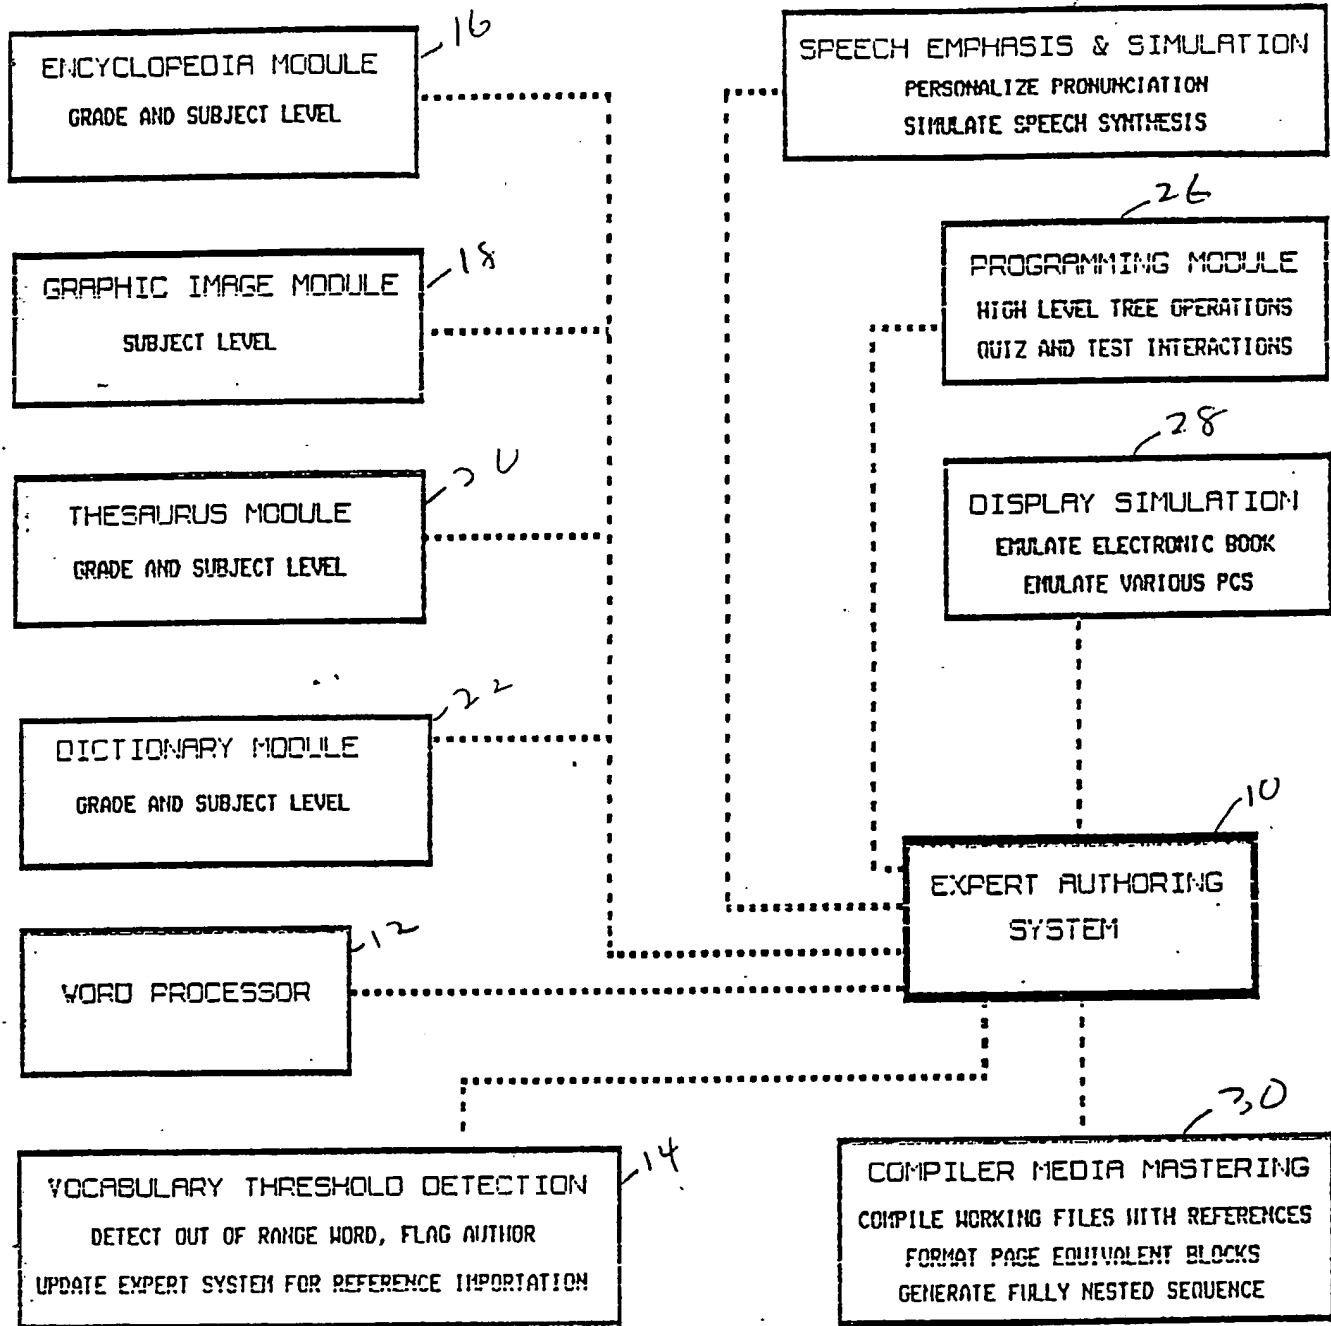 16
ENCYCLOPEDIA MODULE
GRADE AND SUBJECT LEVEL
SPEECH EMPHASIS & SIMULATION
PERSONALIZE PRONUNCIATION
SIMULATE SPEECH SYNTHESIS
18
GRAPHIC IMAGE MODULE
SUBJECT LEVEL
26
PROGRAMMING MODULE
HIGH LEVEL TREE OPERATIONS
QUIZ AND TEST INTERACTIONS
20
THESAURUS MODULE
GRADE AND SUBJECT LEVEL
28
DISPLAY SIMULATION
EMULATE ELECTRONIC BOOK
EMULATE VARIOUS PCS
22
DICTIONARY MODULE
GRADE AND SUBJECT LEVEL
10
EXPERT AUTHORING
SYSTEM
12
WORD PROCESSOR
14
VOCABULARY THRESHOLD DETECTION
DETECT OUT OF RANGE WORD, FLAG AUTHOR
UPDATE EXPERT SYSTEM FOR REFERENCE IMPORTATION
30
COMPILER MEDIA MASTERING
COMPILE WORKING FILES WITH REFERENCES
FORMAT PAGE EQUIVALENT BLOCKS
GENERATE FULLY NESTED SEQUENCE